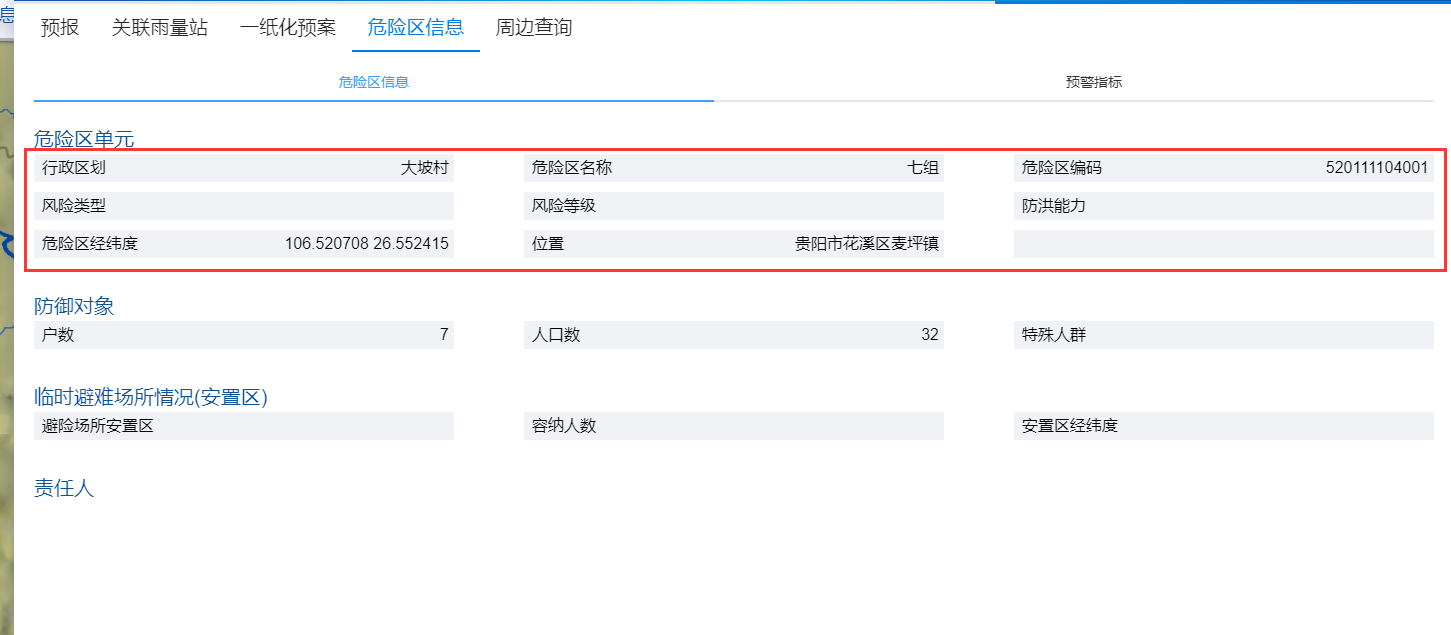 息
预报 关联雨量站 一纸化预案 危险区信息 周边查询
危险区信息 预警指标
危险区单元
行政区划 大坡村 危险区名称 七组 危险区编码 520111104001
风险类型 风险等级 防洪能力
危险区经纬度 106.520708 26.552415 位置 贵阳市花溪区麦坪镇
防御对象
户数 7 人口数 32 特殊人群
临时避难场所情况(安置区)
避险场所安置区 容纳人数 安置区经纬度
责任人